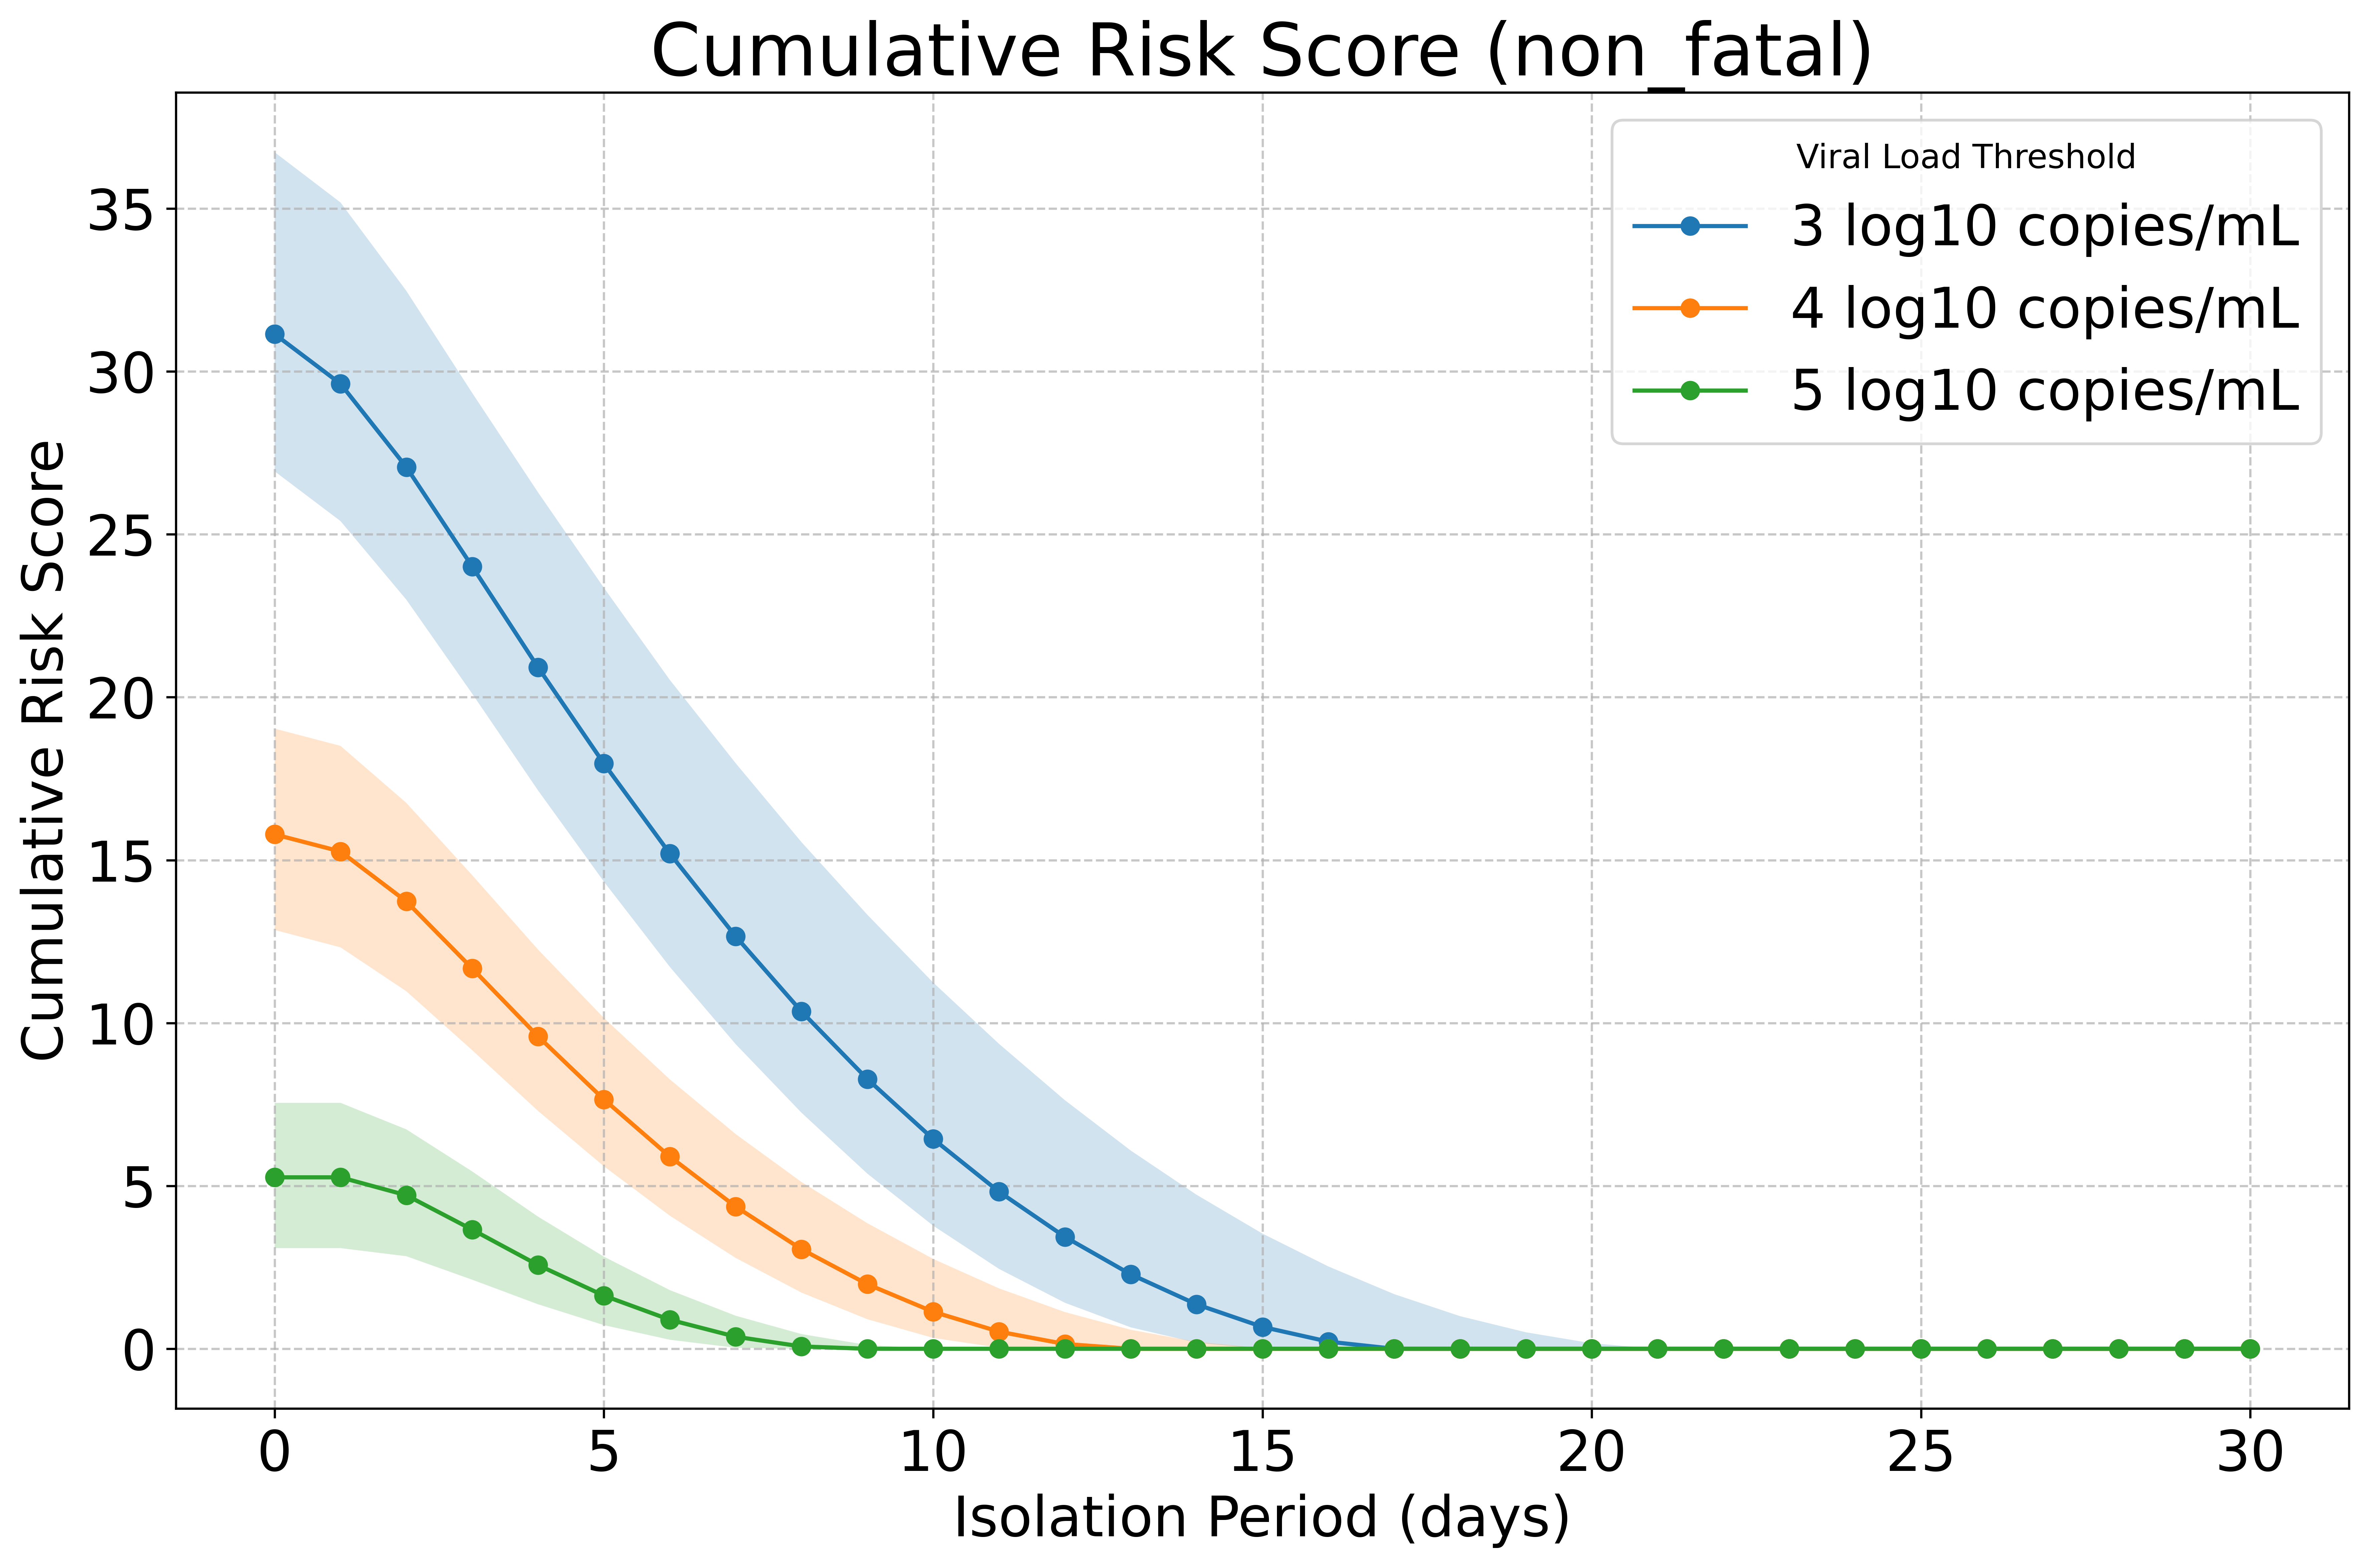 Cumulative Risk Score (non_fatal)
Viral Load Threshold
3 log10 copies/mL
4 log10 copies/mL
5 log10 copies/mL
Cumulative Risk Score
35
30
25
20
15
10
5
0
0 5 10 15 20 25 30
Isolation Period (days)